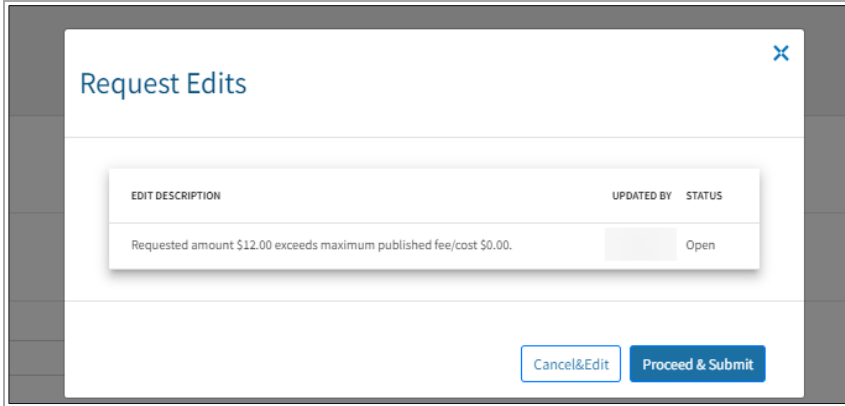 Request Edits
EDIT DESCRIPTION UPDATED BY STATUS
Requested amount $12.00 exceeds maximum published fee/cost $0.00. Open
Cancel&Edit Proceed & Submit